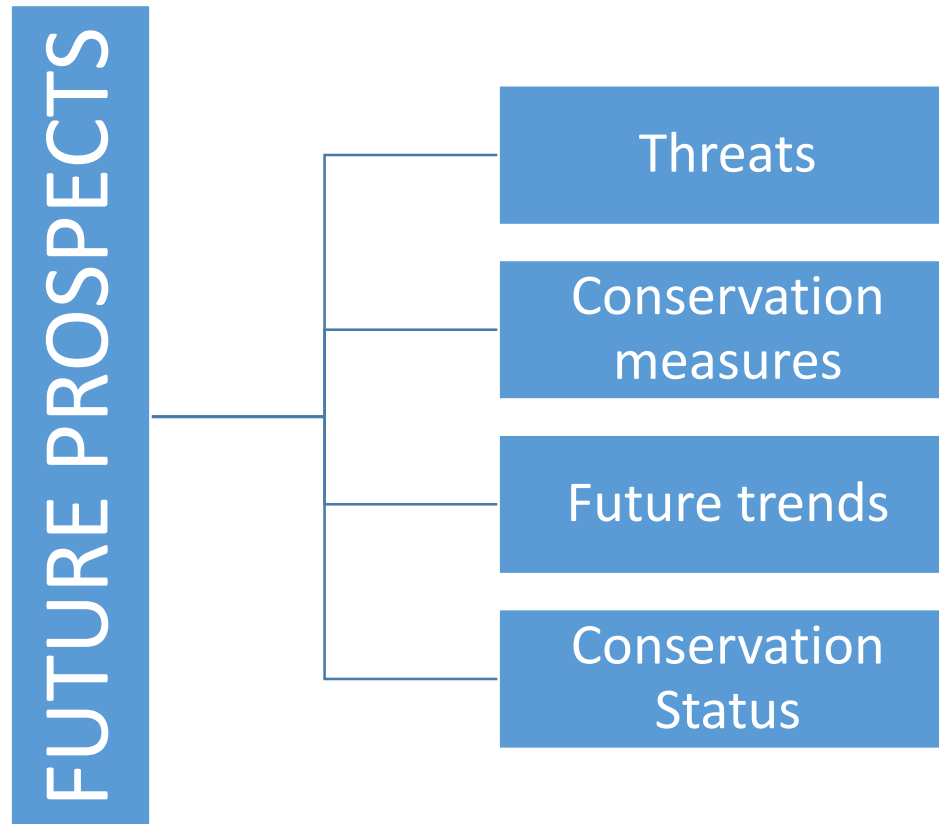 FUTURE PROSPECTS
Threats
Conservation
measures
Future trends
Conservation
Status